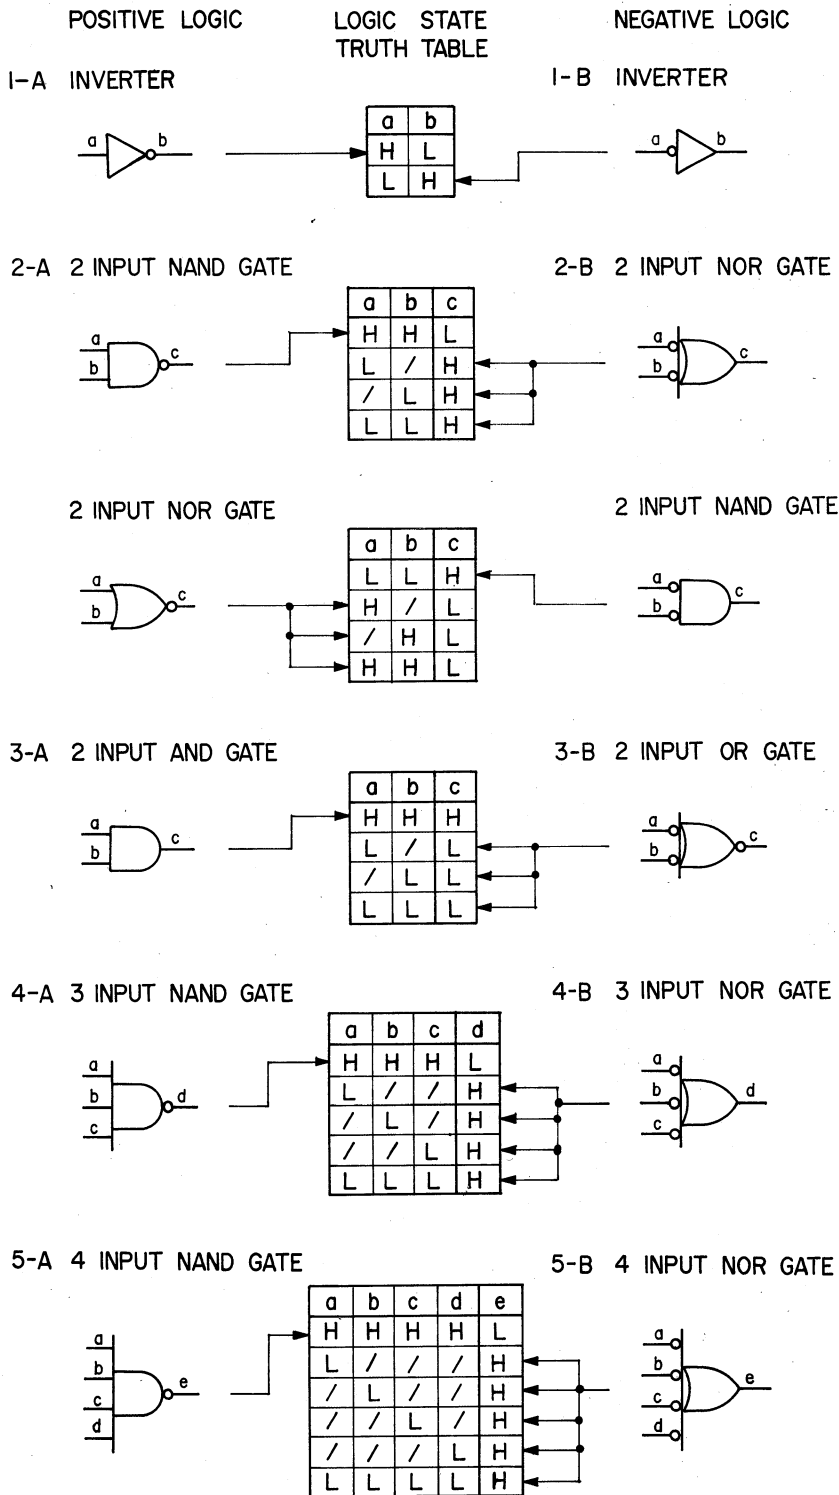 POSITIVE LOGIC LOGIC STATE TRUTH TABLE NEGATIVE LOGIC
1-A INVERTER 1-B INVERTER
a b
a b
H L
L H
a b
2-A 2 INPUT NAND GATE 2-B 2 INPUT NOR GATE
a b c
a b c
H H L
L / H
/ L H
L L H
a b c
2 INPUT NOR GATE 2 INPUT NAND GATE
a b c
a b c
L L H
H / L
/ H L
H H L
a b c
3-A 2 INPUT AND GATE 3-B 2 INPUT OR GATE
a b c
a b c
H H H
L / L
/ L L
L L L
a b c
4-A 3 INPUT NAND GATE 4-B 3 INPUT NOR GATE
a b c d
a b c d
H H H L
L / / H
/ L / H
/ / L H
L L L H
a b c d
5-A 4 INPUT NAND GATE 5-B 4 INPUT NOR GATE
a b c d e
a b c d e
H H H H L
L / / / H
/ L / / H
/ / L / H
/ / / L H
L L L L H
a b c d e